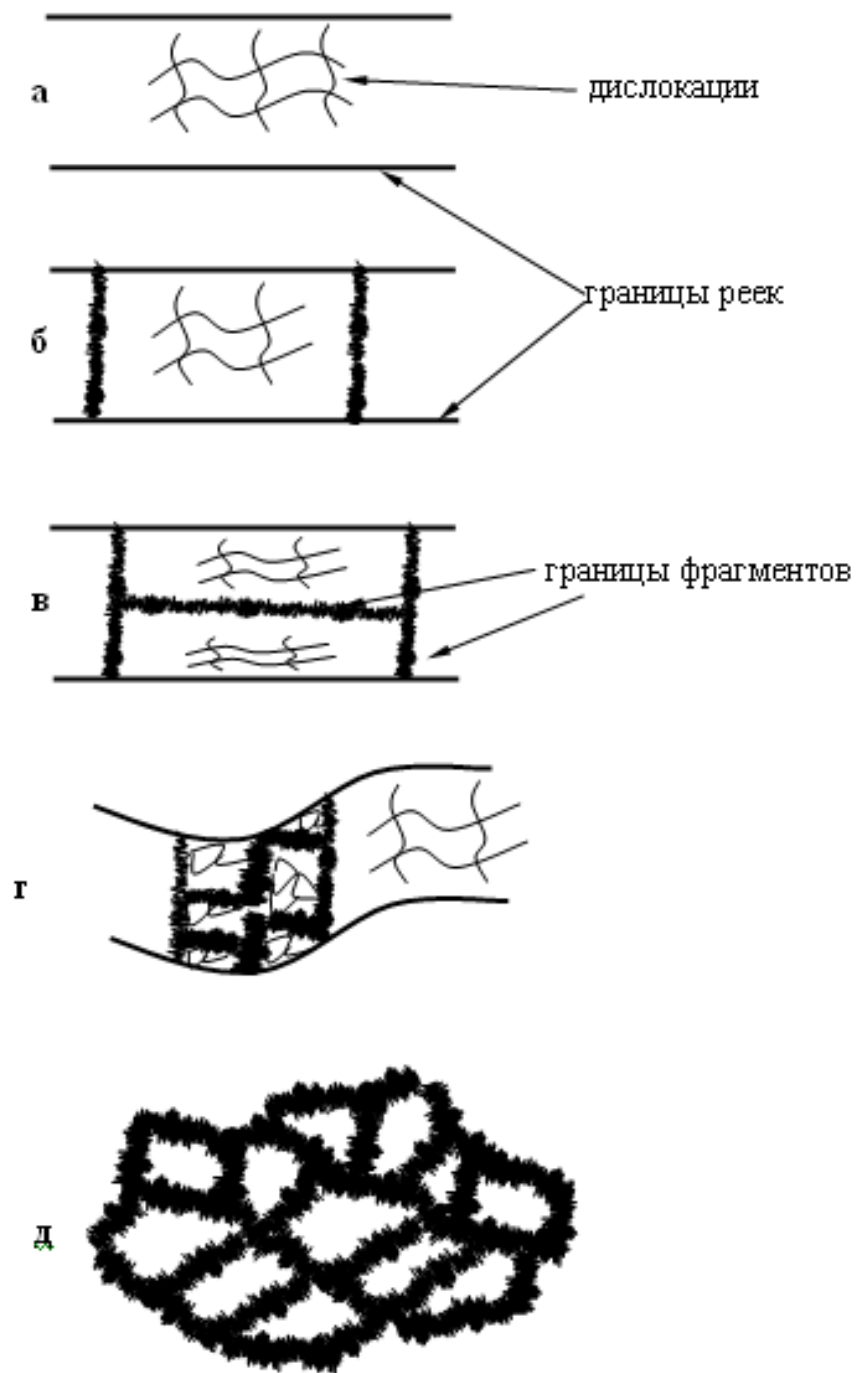 а
дислокации
границы реек
б
границы фрагментов
в
г
д